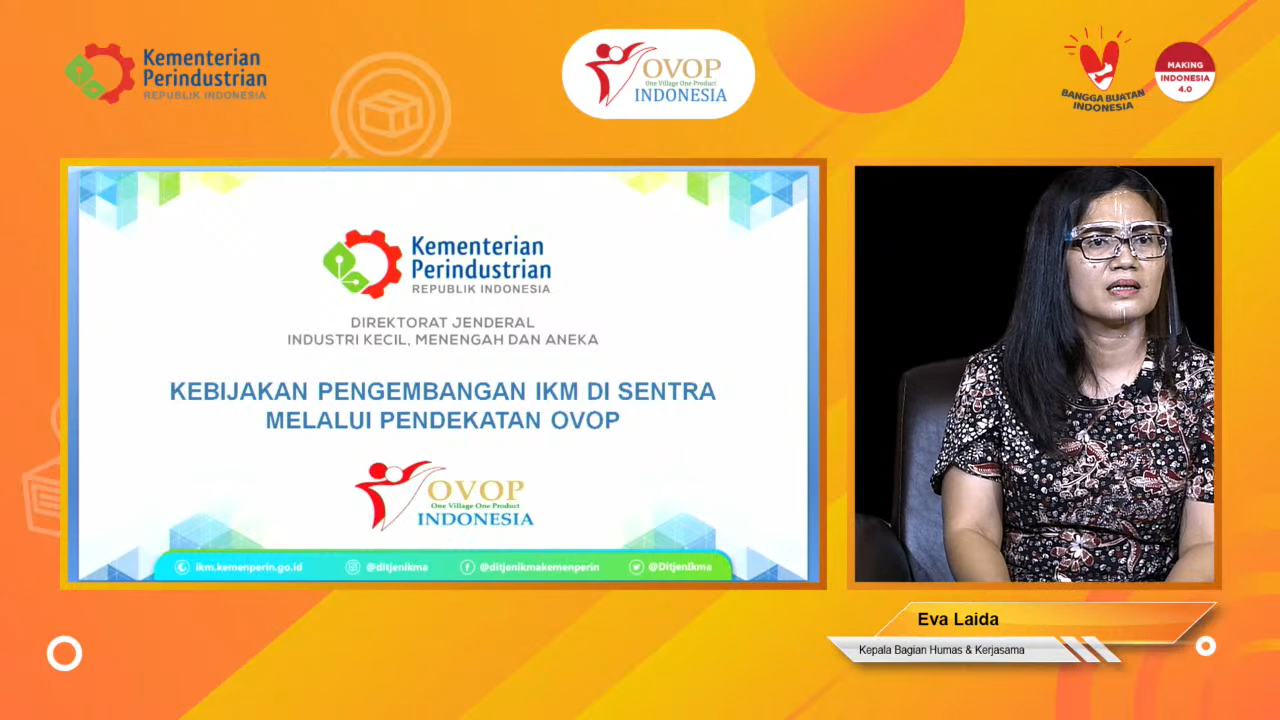 Kementerian
Perindustrian
REPUBLIK INDONESIA
OVOP
One Village One Product
INDONESIA
BANGGA BUATAN
INDONESIA
MAKING
INDONESIA
4.0
Kementerian
Perindustrian
REPUBLIK INDONESIA
DIREKTORAT JENDERAL
INDUSTRI KECIL, MENENGAH DAN ANEKA
KEBIJAKAN PENGEMBANGAN IKM DI SENTRA
MELALUI PENDEKATAN OVOP
OVOP
One Village One Product
INDONESIA
ikm.kemenperin.go.id @ditjenikma @ditjenikmakemenperin @Ditjenikma
Eva Laida
Kepala Bagian Humas & Kerjasama